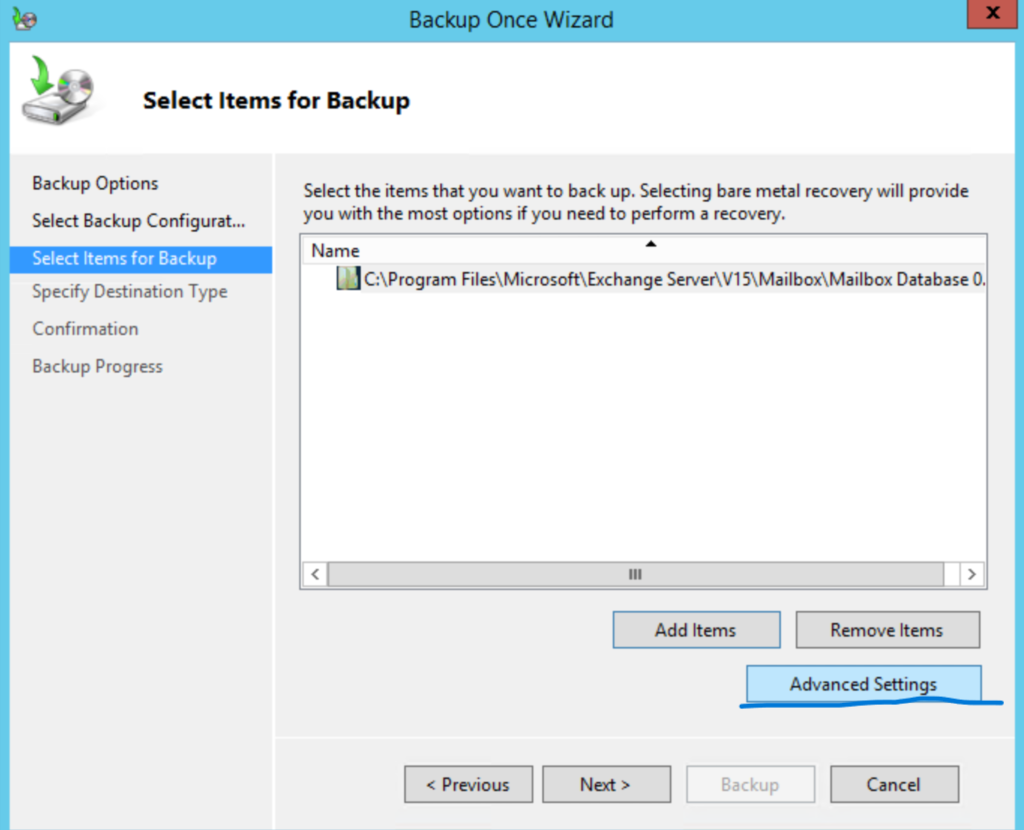 Backup Once Wizard
x
Select Items for Backup
Backup Options
Select Backup Configurat...
Select Items for Backup
Specify Destination Type
Confirmation
Backup Progress
Select the items that you want to back up. Selecting bare metal recovery will provide
you with the most options if you need to perform a recovery.
Name
C:\Program Files\Microsoft\Exchange Server\V15\Mailbox\Mailbox Database 0.
Add Items
Remove Items
Advanced Settings
< Previous
Next >
Backup
Cancel